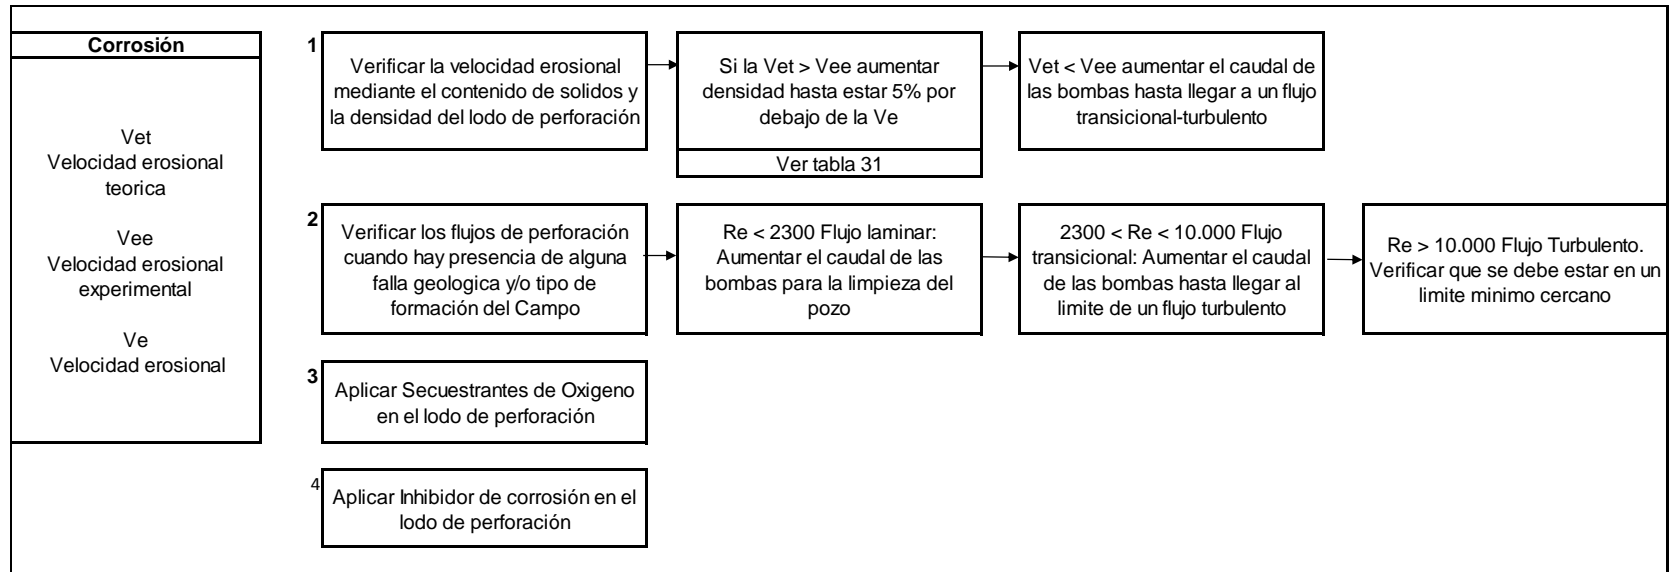 Corrosión
Vet
Velocidad erosional
teorica
Vee
Velocidad erosional
experimental
Ve
Velocidad erosional
1
Verificar la velocidad erosional
mediante el contenido de solidos y
la densidad del lodo de perforación
Si la Vet > Vee aumentar
densidad hasta estar 5% por
debajo de la Ve
Ver tabla 31
Vet < Vee aumentar el caudal de
las bombas hasta llegar a un flujo
transicional-turbulento
2
Verificar los flujos de perforación
cuando hay presencia de alguna
falla geologica y/o tipo de
formación del Campo
Re < 2300 Flujo laminar:
Aumentar el caudal de las
bombas para la limpieza del
pozo
2300 < Re < 10.000 Flujo
transicional: Aumentar el caudal
de las bombas hasta llegar al
limite de un flujo turbulento
Re > 10.000 Flujo Turbulento.
Verificar que se debe estar en un
limite minimo cercano
3
Aplicar Secuestrantes de Oxigeno
en el lodo de perforación
4
Aplicar Inhibidor de corrosión en el
lodo de perforación